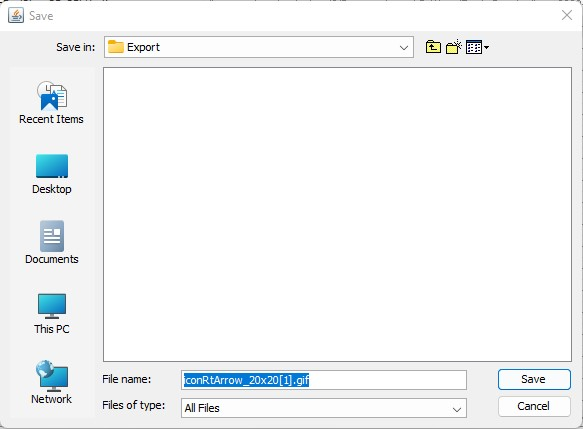 Save
Save in: Export
Recent Items
Desktop
Documents
This PC
Network
File name: iconRtArrow_20x20[1].gif Save
Files of type: All Files Cancel